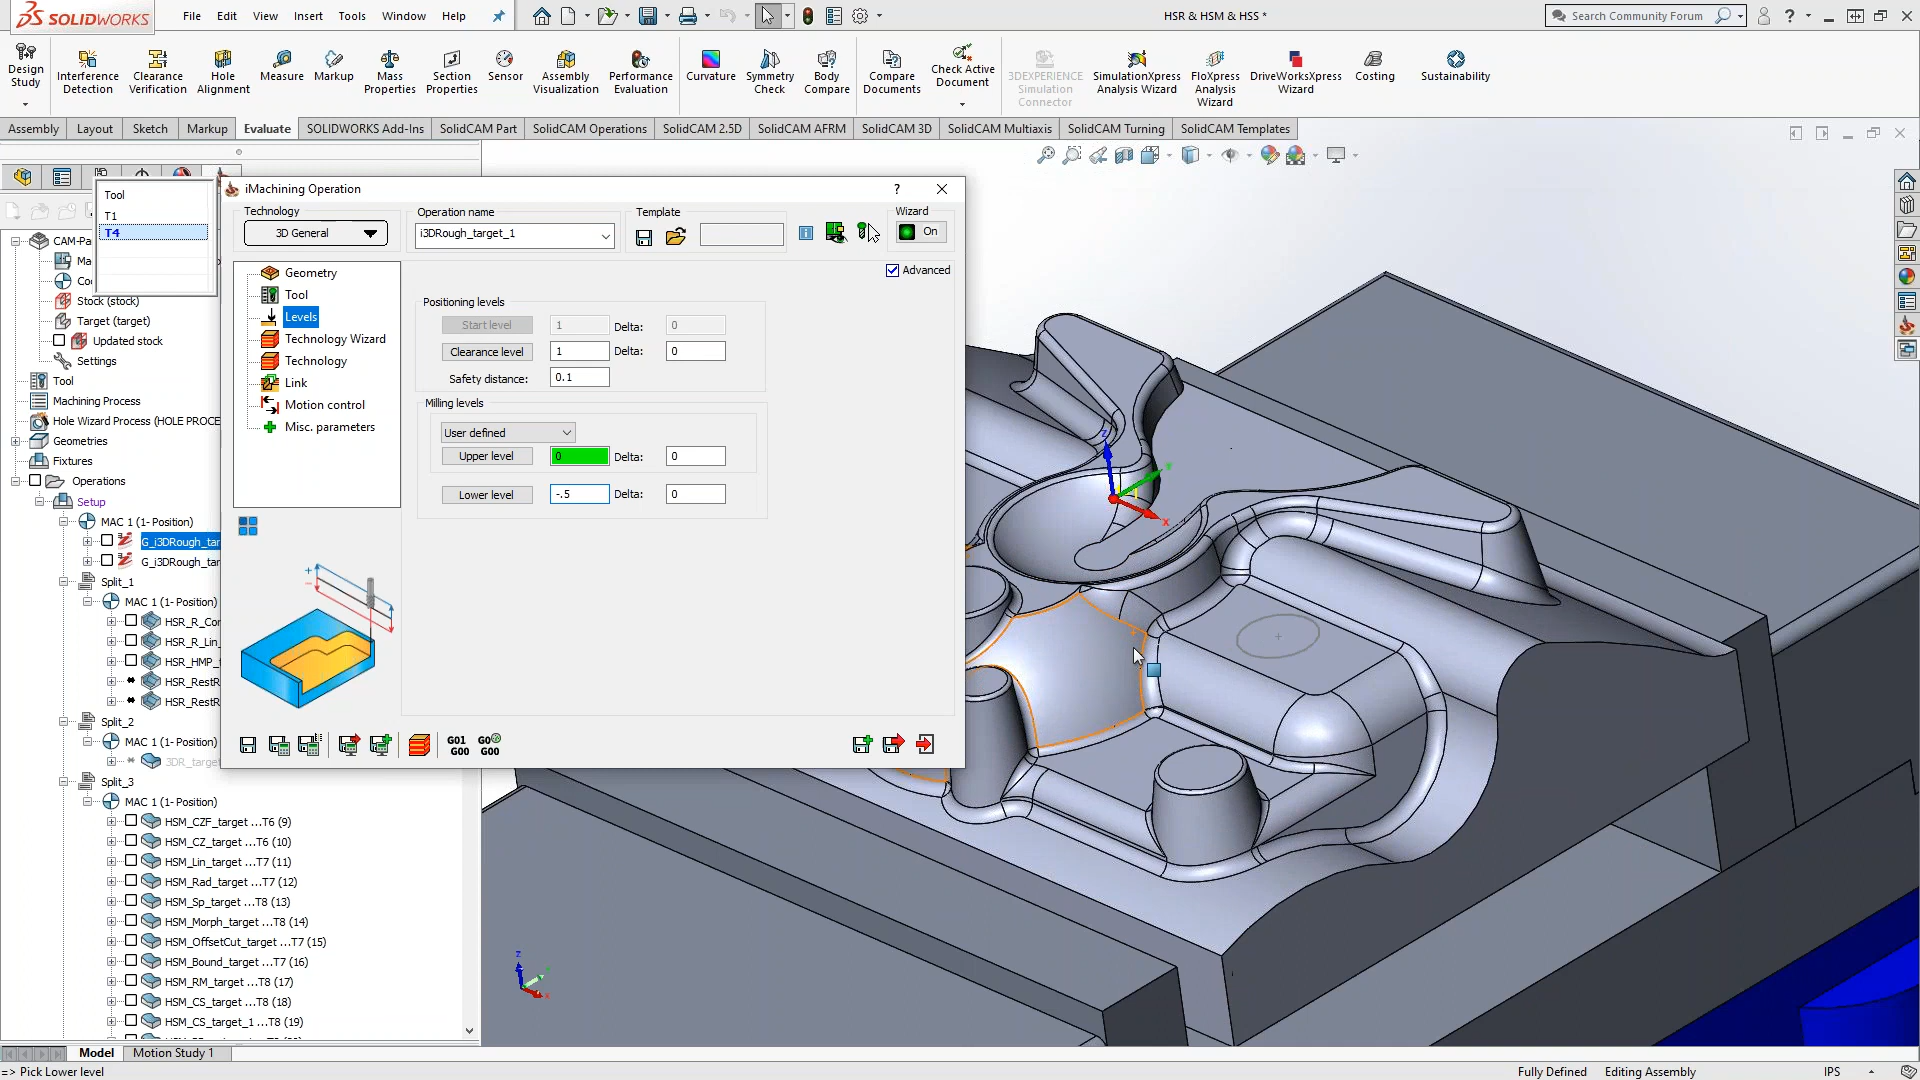 SOLIDWORKS
File Edit View Insert Tools Window Help
HSR & HSM & HSS *
Search Community Forum
Design Study
Interference Detection
Clearance Verification
Hole Alignment
Measure
Markup
Mass Properties
Section Properties
Sensor
Assembly Visualization
Performance Evaluation
Curvature
Symmetry Check
Body Compare
Compare Documents
Check Active Document
3DEXPERIENCE Simulation Connector
SimulationXpress Analysis Wizard
FloXpress Analysis Wizard
DriveWorksXpress Wizard
Costing
Sustainability
Assembly Layout Sketch Markup Evaluate SOLIDWORKS Add-Ins SolidCAM Part SolidCAM Operations SolidCAM 2.5D SolidCAM AFRM SolidCAM 3D SolidCAM Multiaxis SolidCAM Turning SolidCAM Templates
Tool
T1
T4
CAM-Pa
Ma
Coo
Stock (stock)
Target (target)
Updated stock
Settings
Tool
Machining Process
Hole Wizard Process (HOLE PROCE
Geometries
Fixtures
Operations
Setup
MAC 1 (1- Position)
G_i3DRough_tar
G_i3DRough_tar
Split_1
MAC 1 (1- Position)
HSR_R_Con
HSR_R_Lin_
HSR_HMP_t
HSR_RestR
HSR_RestR
Split_2
MAC 1 (1- Position)
3DR_targe
Split_3
MAC 1 (1- Position)
HSM_CZF_target ...T6 (9)
HSM_CZ_target ...T6 (10)
HSM_Lin_target ...T7 (11)
HSM_Rad_target ...T7 (12)
HSM_Sp_target ...T8 (13)
HSM_Morph_target ...T8 (14)
HSM_OffsetCut_target ...T7 (15)
HSM_Bound_target ...T7 (16)
HSM_RM_target ...T8 (17)
HSM_CS_target ...T8 (18)
HSM_CS_target_1 ...T8 (19)
iMachining Operation
Technology
3D General
Operation name
i3DRough_target_1
Template
Wizard
On
Advanced
Geometry
Tool
Levels
Technology Wizard
Technology
Link
Motion control
Misc. parameters
Positioning levels
Start level 1 Delta: 0
Clearance level 1 Delta: 0
Safety distance: 0.1
Milling levels
User defined
Upper level 0 Delta: 0
Lower level -.5 Delta: 0
G01 G00
G0 G00
Z
Y
X
Z
X
Model Motion Study 1
=> Pick Lower level
Fully Defined Editing Assembly IPS